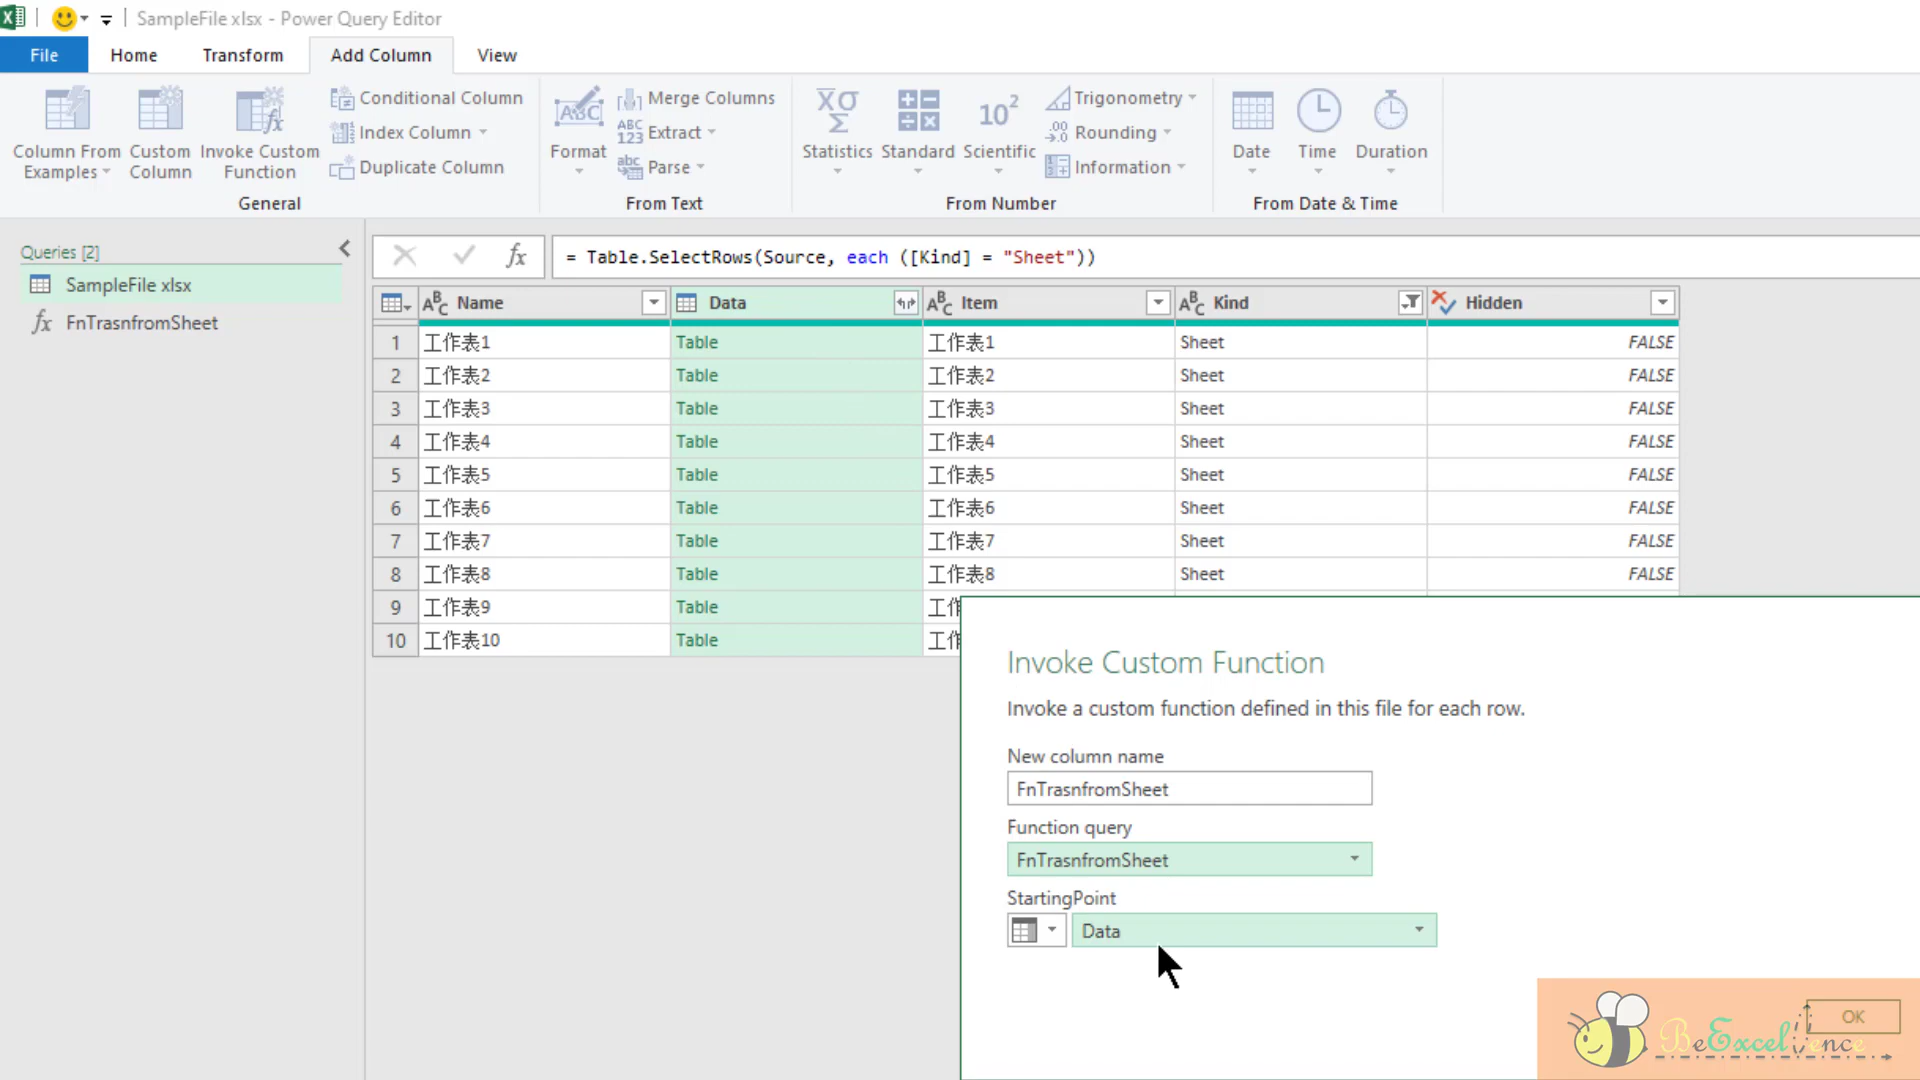 SampleFile xlsx - Power Query Editor
File Home Transform Add Column View
Column From Examples
Custom Column
Invoke Custom Function
Conditional Column
Index Column
Duplicate Column
General
Format
Merge Columns
Extract
Parse
From Text
Statistics
Standard
Scientific
Trigonometry
Rounding
Information
From Number
Date
Time
Duration
From Date & Time
Queries [2]
SampleFile xlsx
FnTrasnfromSheet
= Table.SelectRows(Source, each ([Kind] = "Sheet"))
Name Data Item Kind Hidden
1 工作表1 Table 工作表1 Sheet FALSE
2 工作表2 Table 工作表2 Sheet FALSE
3 工作表3 Table 工作表3 Sheet FALSE
4 工作表4 Table 工作表4 Sheet FALSE
5 工作表5 Table 工作表5 Sheet FALSE
6 工作表6 Table 工作表6 Sheet FALSE
7 工作表7 Table 工作表7 Sheet FALSE
8 工作表8 Table 工作表8 Sheet FALSE
9 工作表9 Table 工作
10 工作表10 Table 工作
Invoke Custom Function
Invoke a custom function defined in this file for each row.
New column name
FnTrasnfromSheet
Function query
FnTrasnfromSheet
StartingPoint
Data
OK
BeExcellence